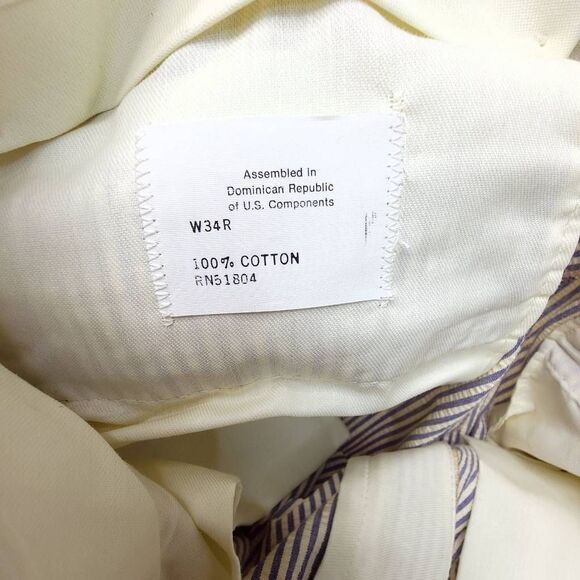 Assembled in
Dominican Republic
of U.S. Components
W34R
100% COTTON
RN51804